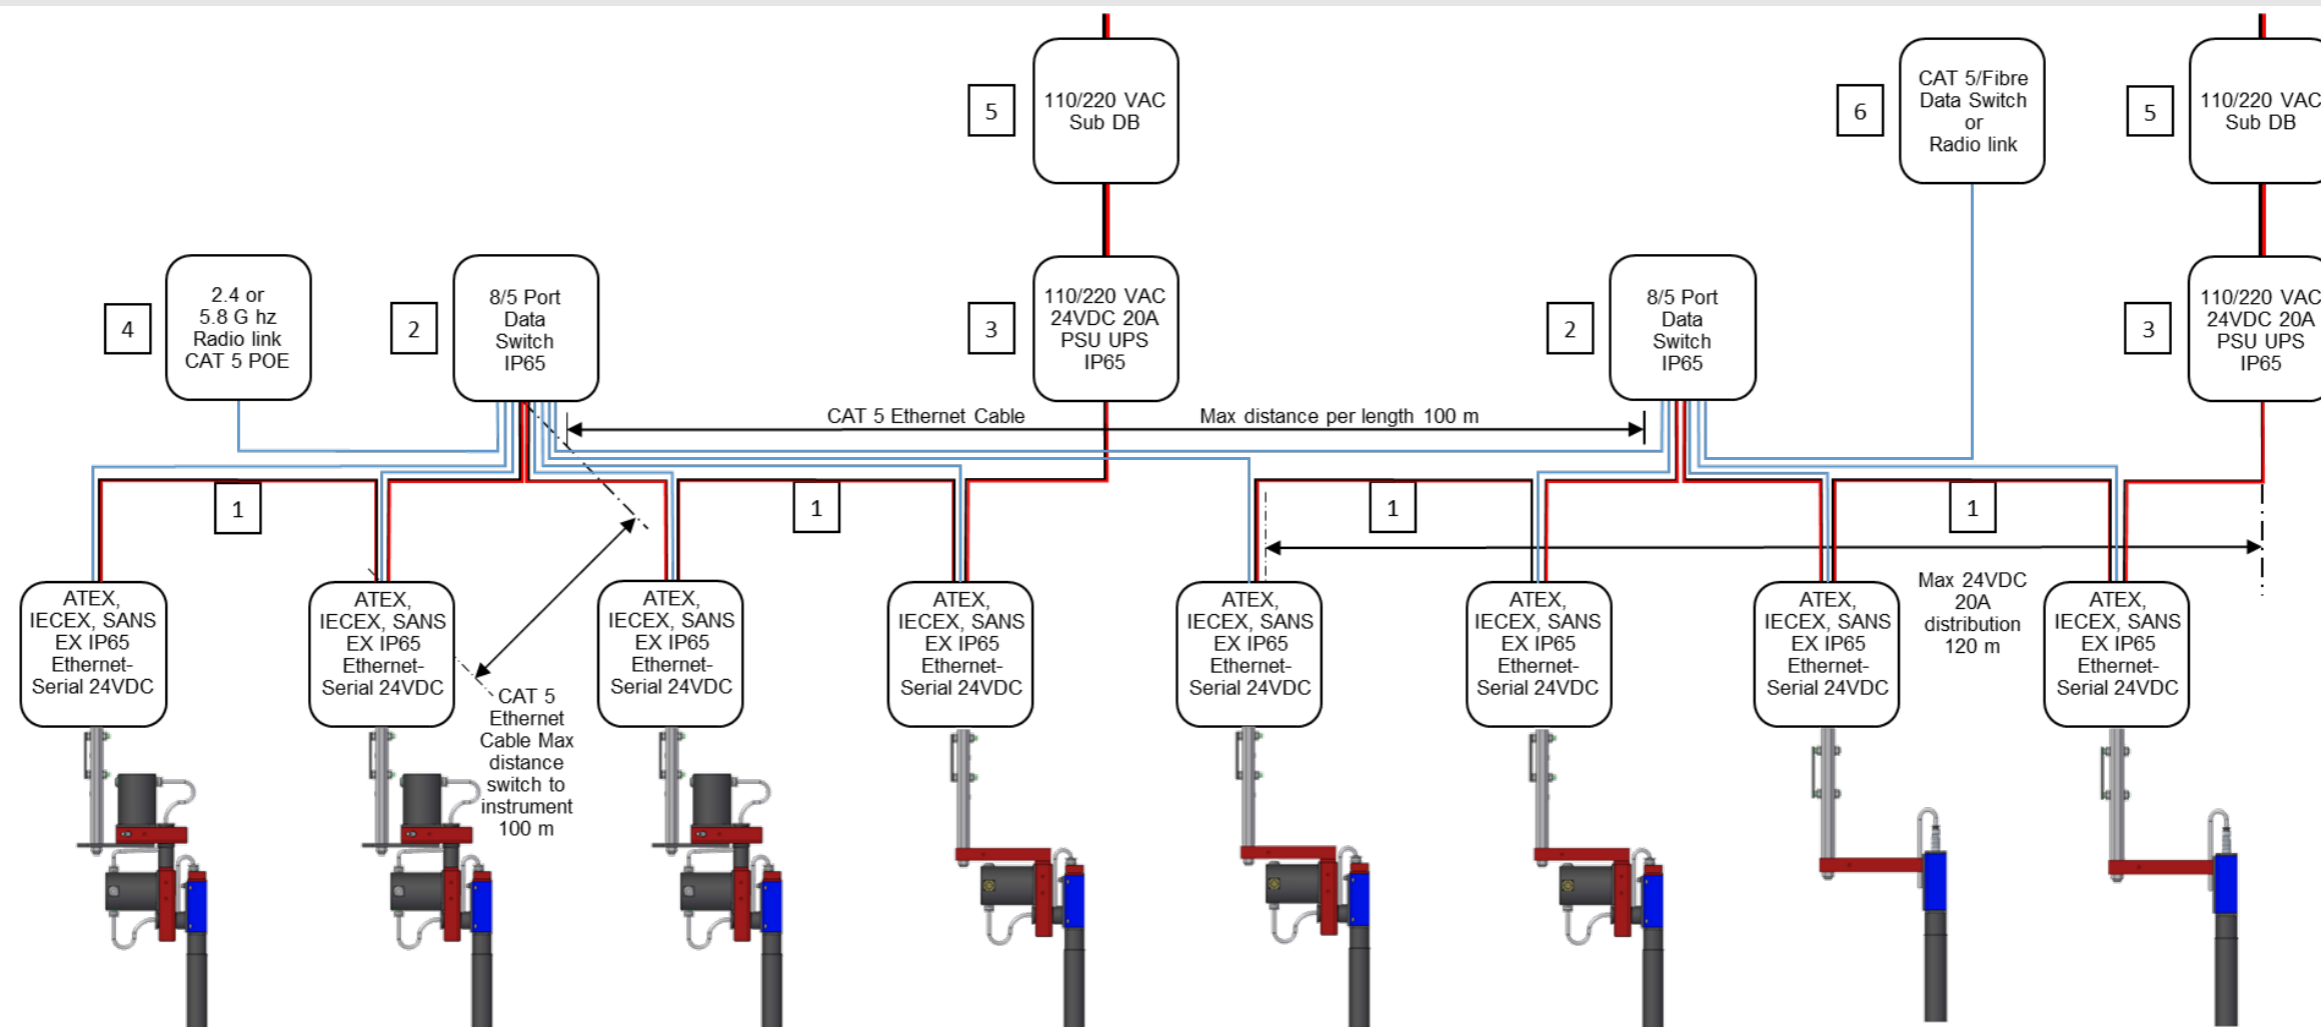 5
110/220 VAC
Sub DB
6
CAT 5/Fibre
Data Switch
or
Radio link
5
110/220 VAC
Sub DB
4
2.4 or
5.8 G hz
Radio link
CAT 5 POE
2
8/5 Port
Data
Switch
IP65
3
110/220 VAC
24VDC 20A
PSU UPS
IP65
2
8/5 Port
Data
Switch
IP65
3
110/220 VAC
24VDC 20A
PSU UPS
IP65
CAT 5 Ethernet Cable
Max distance per length 100 m
1
1
1
1
ATEX,
IECEX, SANS
EX IP65
Ethernet-
Serial 24VDC
ATEX,
IECEX, SANS
EX IP65
Ethernet-
Serial 24VDC
CAT 5
Ethernet
Cable Max
distance
switch to
instrument
100 m
ATEX,
IECEX, SANS
EX IP65
Ethernet-
Serial 24VDC
ATEX,
IECEX, SANS
EX IP65
Ethernet-
Serial 24VDC
ATEX,
IECEX, SANS
EX IP65
Ethernet-
Serial 24VDC
ATEX,
IECEX, SANS
EX IP65
Ethernet-
Serial 24VDC
ATEX,
IECEX, SANS
EX IP65
Ethernet-
Serial 24VDC
Max 24VDC
20A
distribution
120 m
ATEX,
IECEX, SANS
EX IP65
Ethernet-
Serial 24VDC